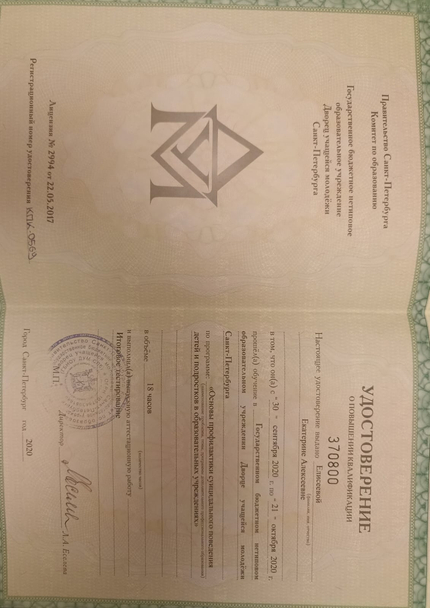 Правительство Санкт-Петербурга
Комитет по образованию
Государственное бюджетное нетиповое
образовательное учреждение
Дворец учащейся молодёжи
Санкт-Петербурга
Лицензия № 2994 от 22.05.2017
Регистрационный номер удостоверения
УДОСТОВЕРЕНИЕ
О ПОВЫШЕНИИ КВАЛИФИКАЦИИ
370800
Настоящее удостоверение выдано Елисеевой
Екатерине Алексеевне
в том, что он(а) с " 30 " сентября 2020 г. по " 21 " октября 2020 г.
прошёл(а) обучение в Государственном бюджетном нетиповом
образовательном учреждении Дворце учащейся молодёжи
Санкт-Петербурга
по программе «Основы профилактики суицидального поведения
детей и подростков в образовательных учреждениях»
в объёме 18 часов
и выполнил(а) итоговую аттестационную работу
Итоговое тестирование
М.П.
Директор
Город Санкт-Петербург год 2020